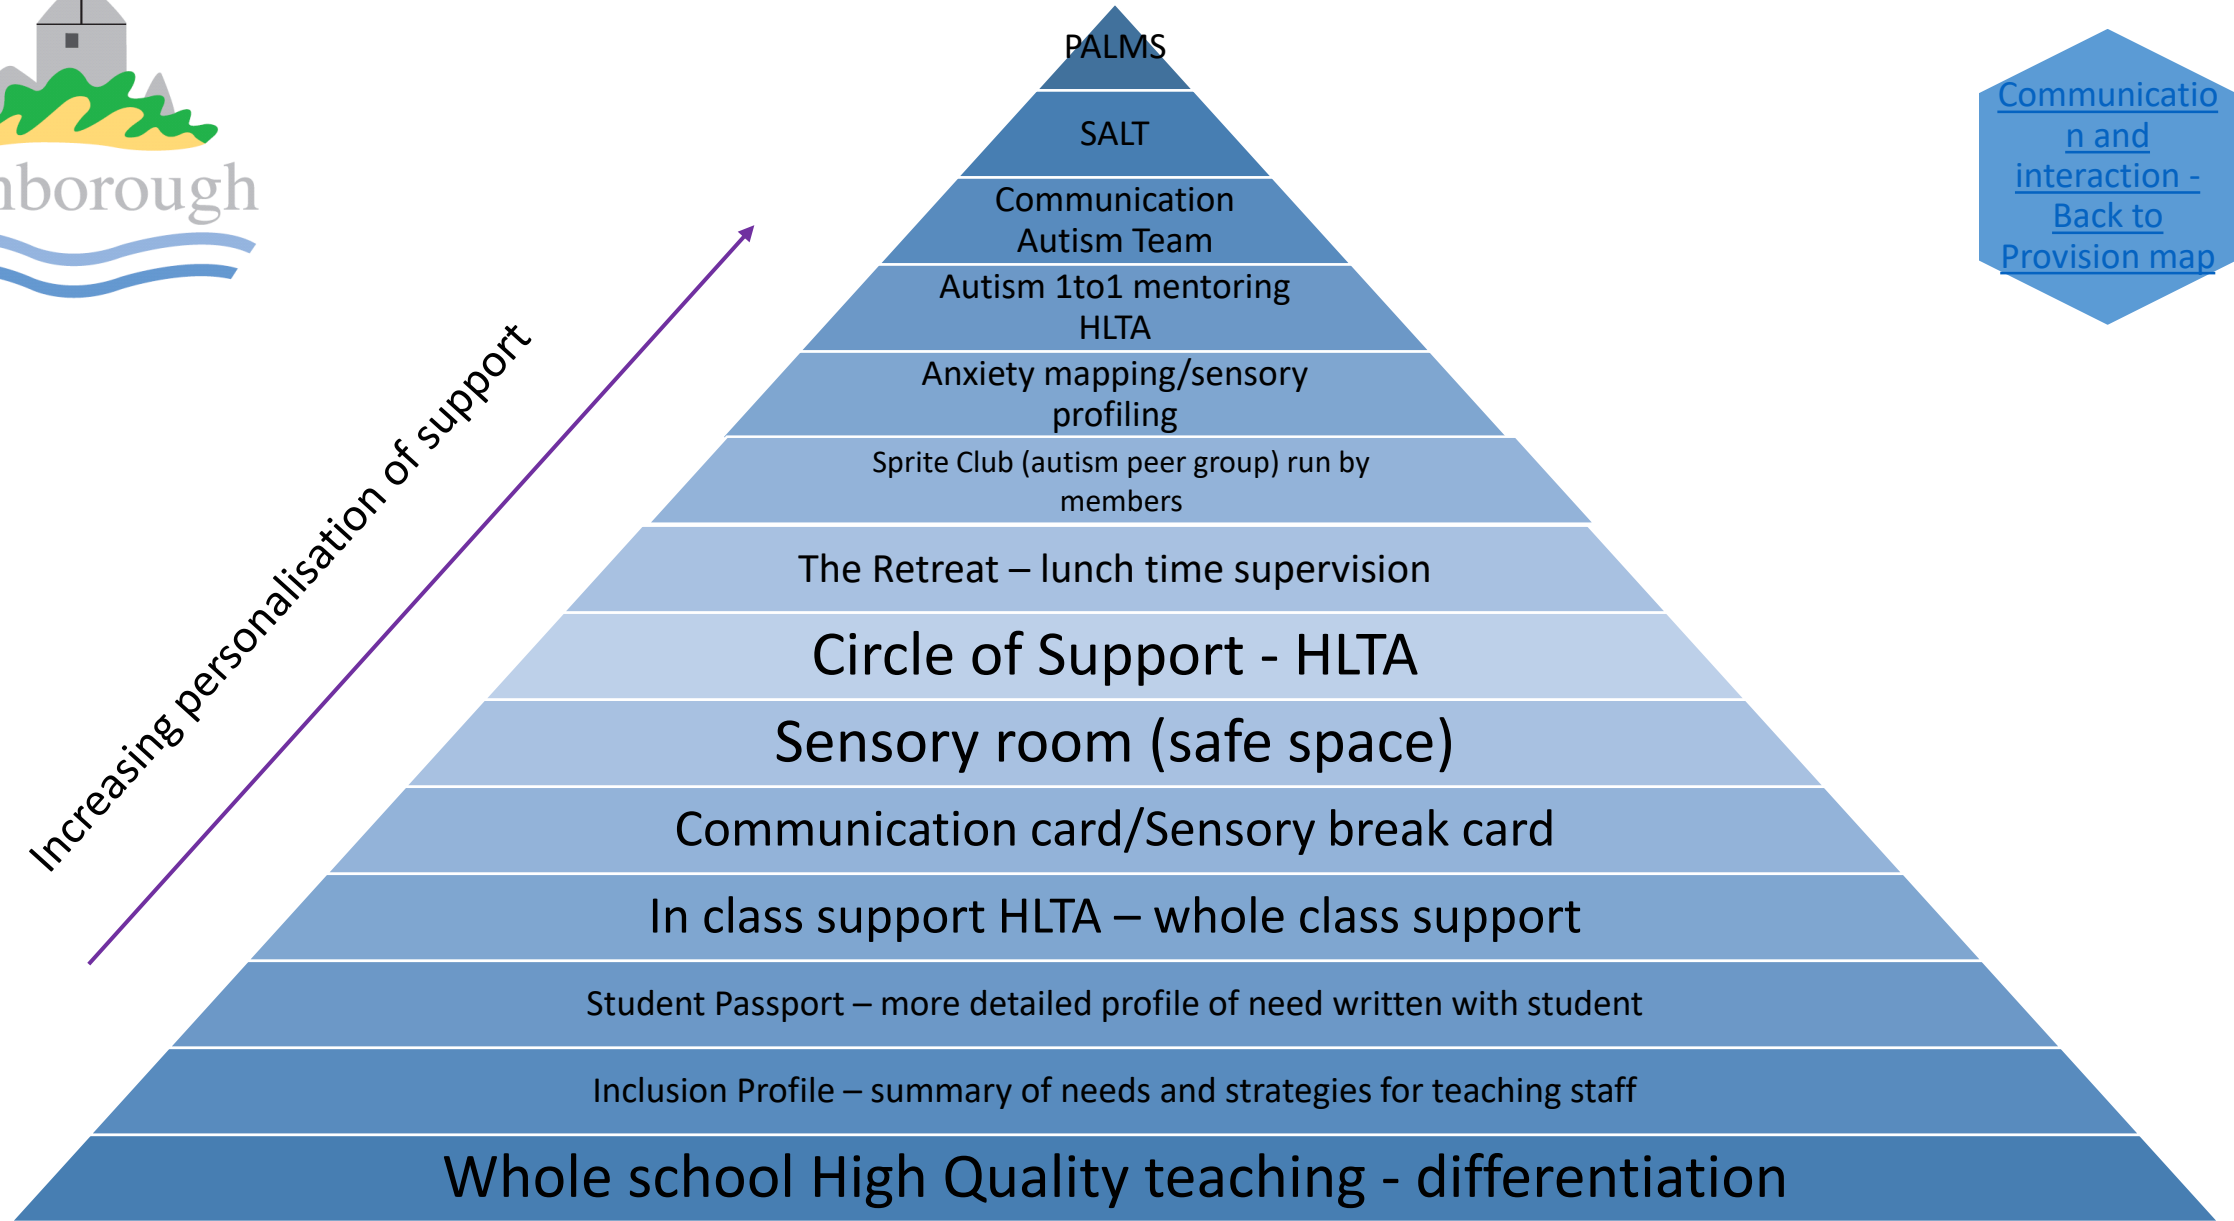 PALMS
SALT
Communication
Autism Team
Autism 1to1 mentoring
HLTA
Anxiety mapping/sensory
profiling
Sprite Club (autism peer group) run by
members
The Retreat – lunch time supervision
Circle of Support - HLTA
Sensory room (safe space)
Communication card/Sensory break card
In class support HLTA – whole class support
Student Passport – more detailed profile of need written with student
Inclusion Profile – summary of needs and strategies for teaching staff
Whole school High Quality teaching - differentiation
Increasing personalisation of support
Communicatio
n and
interaction -
Back to
Provision map